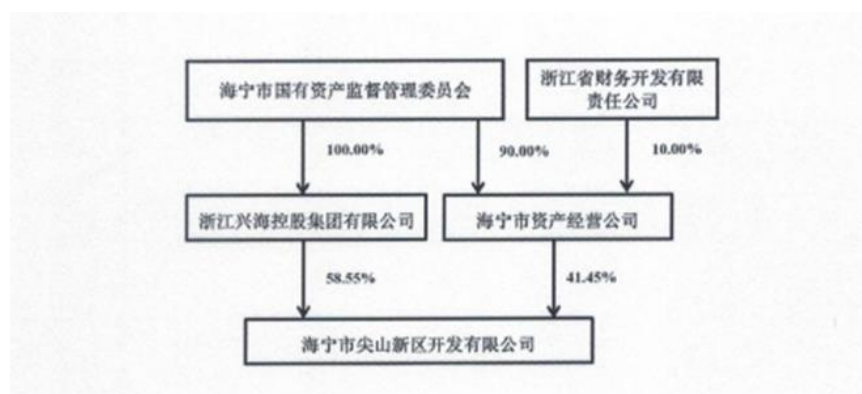 海宁市国有资产监督管理委员会
浙江省财务开发有限
责任公司
100.00%
90.00%
10.00%
浙江兴海控股集团有限公司
海宁市资产经营公司
58.55%
41.45%
海宁市尖山新区开发有限公司